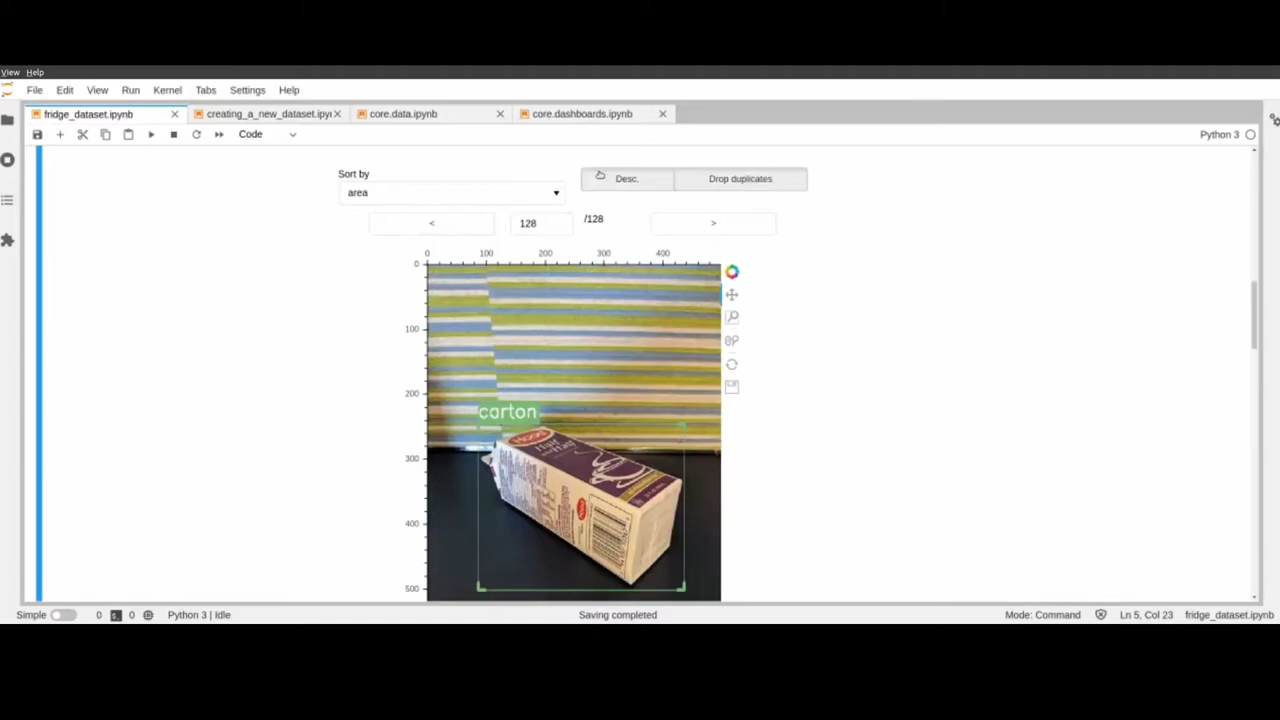 View Help
File Edit View Run Kernel Tabs Settings Help
fridge_dataset.ipynb creating_a_new_dataset.ipyn core.data.ipynb core.dashboards.ipynb
Code Python 3
Sort by
area
Desc. Drop duplicates
< 128 /128 >
0 100 200 300 400
0
100
200
300
400
500
carton
HOOD
Half
Simple 0 0 Python 3 | Idle Saving completed Mode: Command Ln 5, Col 23 fridge_dataset.ipynb